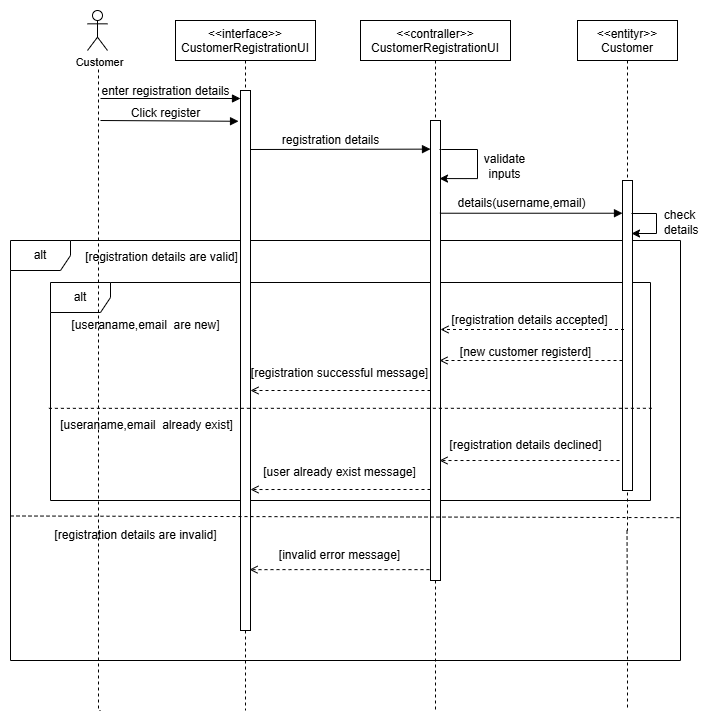 <<interface>>
CustomerRegistrationUI
<<contraller>>
CustomerRegistrationUI
<<entityr>>
Customer
Customer
enter registration details
Click register
registration details
validate
inputs
details(username,email)
check
details
alt
[registration details are valid]
alt
[useraname,email are new]
[registration details accepted]
[new customer registerd]
[registration successful message]
[useraname,email already exist]
[registration details declined]
[user already exist message]
[registration details are invalid]
[invalid error message]